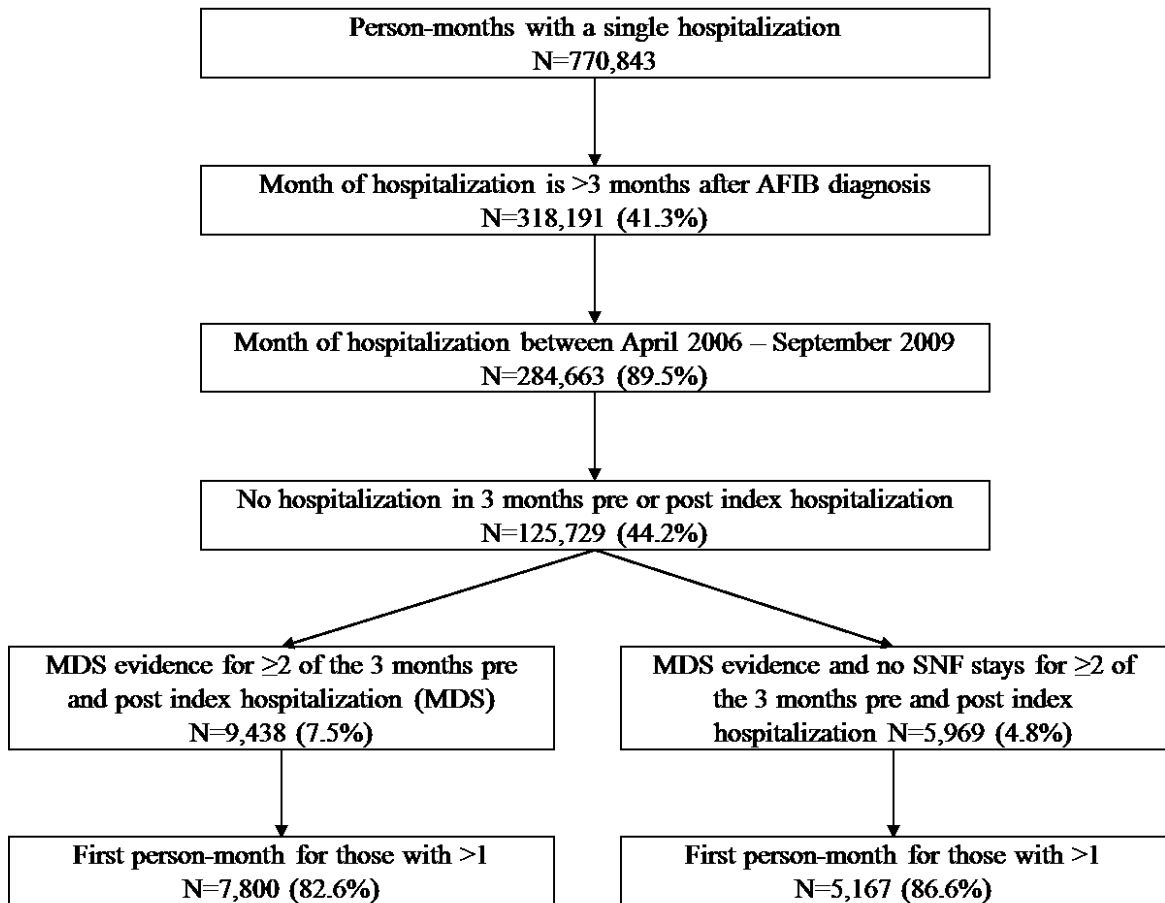 Person-months with a single hospitalization
N=770,843
Month of hospitalization is >3 months after AFIB diagnosis
N=318,191 (41.3%)
Month of hospitalization between April 2006 – September 2009
N=284,663 (89.5%)
No hospitalization in 3 months pre or post index hospitalization
N=125,729 (44.2%)
MDS evidence for ≥2 of the 3 months pre
and post index hospitalization (MDS)
N=9,438 (7.5%)
MDS evidence and no SNF stays for ≥2 of
the 3 months pre and post index
hospitalization N=5,969 (4.8%)
First person-month for those with >1
N=7,800 (82.6%)
First person-month for those with >1
N=5,167 (86.6%)